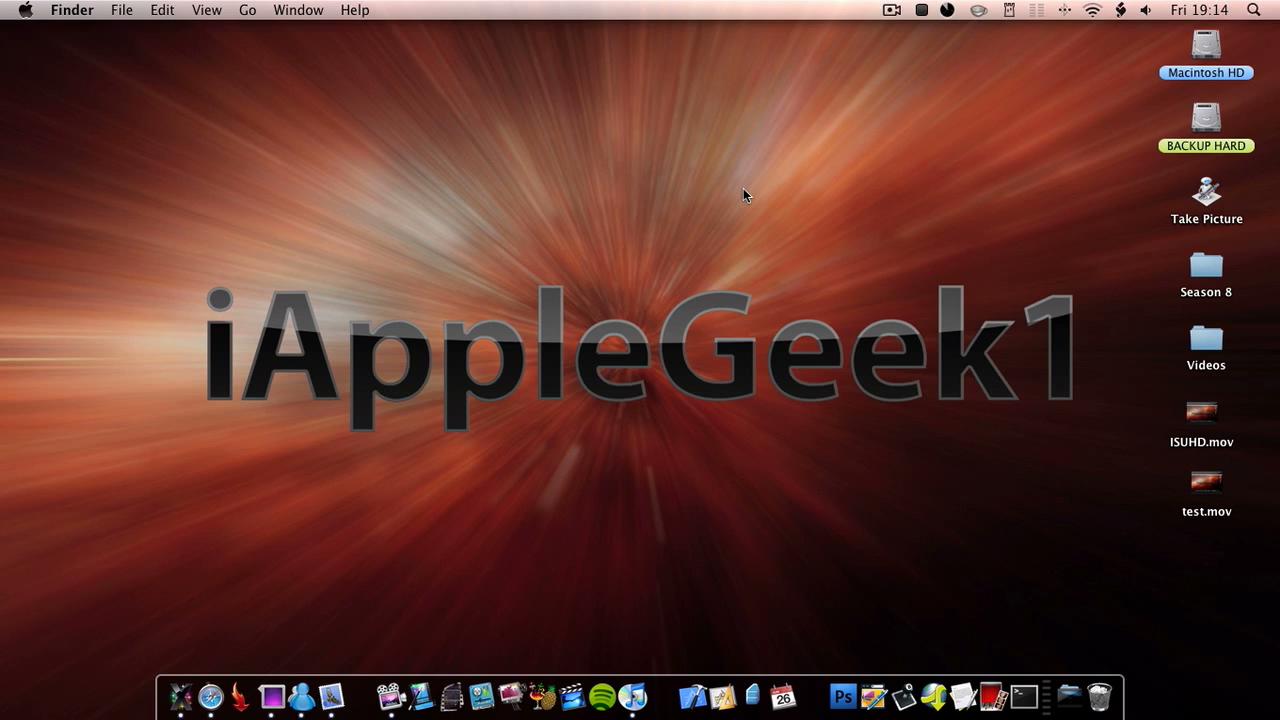 Finder File Edit View Go Window Help Fri 19:14
Macintosh HD
BACKUP HARD
Take Picture
Season 8
Videos
ISUHD.mov
test.mov
iAppleGeek1
26
Ps